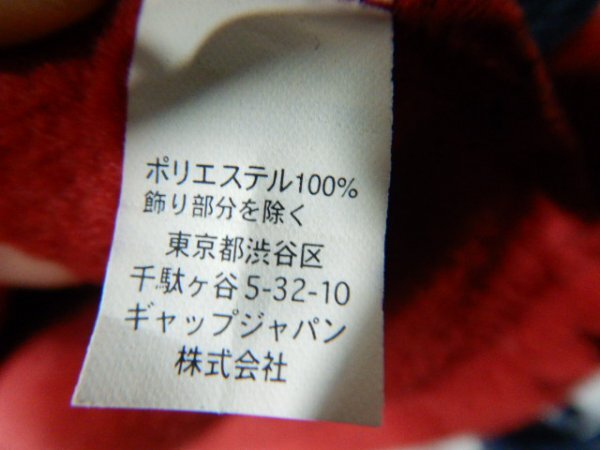 ポリエステル100%
飾り部分を除く
東京都渋谷区
千駄ヶ谷5-32-10
ギャップジャパン
株式会社